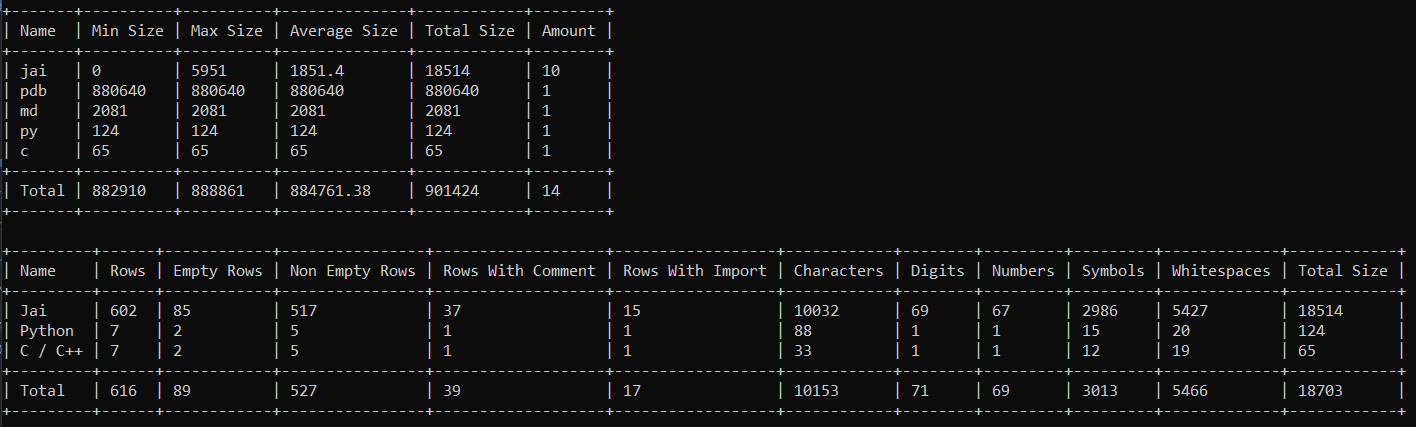 +-------+----------+----------+--------------+------------+--------+
| Name  | Min Size | Max Size | Average Size | Total Size | Amount |
+-------+----------+----------+--------------+------------+--------+
| jai   | 0        | 5951     | 1851.4       | 18514      | 10     |
| pdb   | 880640   | 880640   | 880640       | 880640     | 1      |
| md    | 2081     | 2081     | 2081         | 2081       | 1      |
| py    | 124      | 124      | 124          | 124        | 1      |
| c     | 65       | 65       | 65           | 65         | 1      |
+-------+----------+----------+--------------+------------+--------+
| Total | 882910   | 888861   | 884761.38    | 901424     | 14     |
+-------+----------+----------+--------------+------------+--------+

+---------+------+------------+----------------+-------------------+------------------+------------+--------+---------+---------+-------------+------------+
| Name    | Rows | Empty Rows | Non Empty Rows | Rows With Comment | Rows With Import | Characters | Digits | Numbers | Symbols | Whitespaces | Total Size |
+---------+------+------------+----------------+-------------------+------------------+------------+--------+---------+---------+-------------+------------+
| Jai     | 602  | 85         | 517            | 37                | 15               | 10032      | 69     | 67      | 2986    | 5427        | 18514      |
| Python  | 7    | 2          | 5              | 1                 | 1                | 88         | 1      | 1       | 15      | 20          | 124        |
| C / C++ | 7    | 2          | 5              | 1                 | 1                | 33         | 1      | 1       | 12      | 19          | 65         |
+---------+------+------------+----------------+-------------------+------------------+------------+--------+---------+---------+-------------+------------+
| Total   | 616  | 89         | 527            | 39                | 17               | 10153      | 71     | 69      | 3013    | 5466        | 18703      |
+---------+------+------------+----------------+-------------------+------------------+------------+--------+---------+---------+-------------+------------+